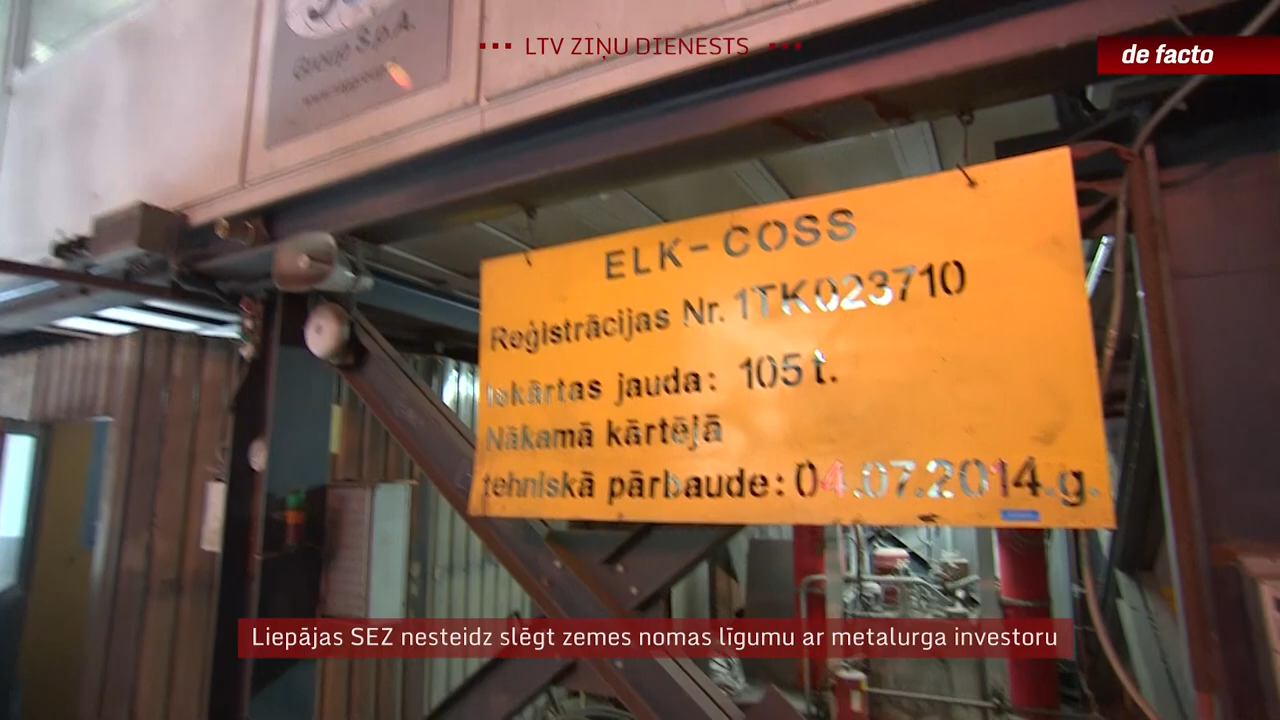 Group S.p.A.
LTV ZIŅU DIENESTS
de facto
ELK-COSS
Reģistrācijas Nr. 1TK023710
Iekārtas jauda: 105 t.
Nākamā kārtējā
tehniskā pārbaude: 04.07.2014.g.
Liepājas SEZ nesteidz slēgt zemes nomas līgumu ar metalurga investoru